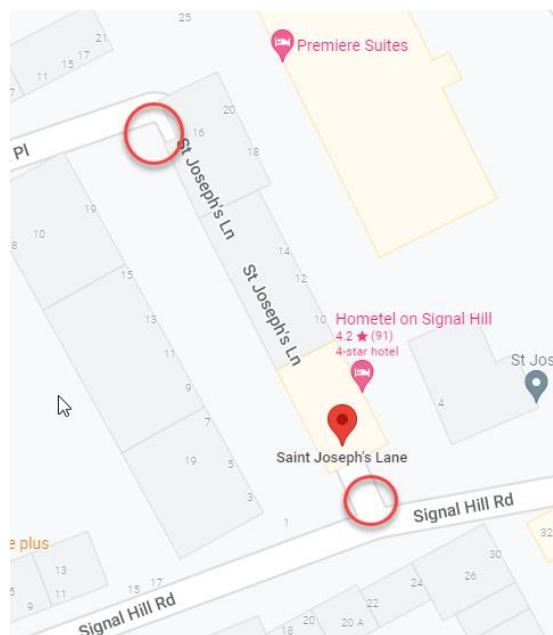 25
21
17
15
11
7
Premiere Suites
20
16
18
Pl
St Joseph's Ln
19
10
8
14
12
St Joseph's Ln
15
13
10
Hometel on Signal Hill
4.2 ★ (91)
4-star hotel
11
9
St Jos
4
7
Saint Joseph's Lane
19
5
3
Signal Hill Rd
1
e plus
32
30
13
26
15 17
24
11
22
9
5
Signal Hill Rd
18
20
20 A